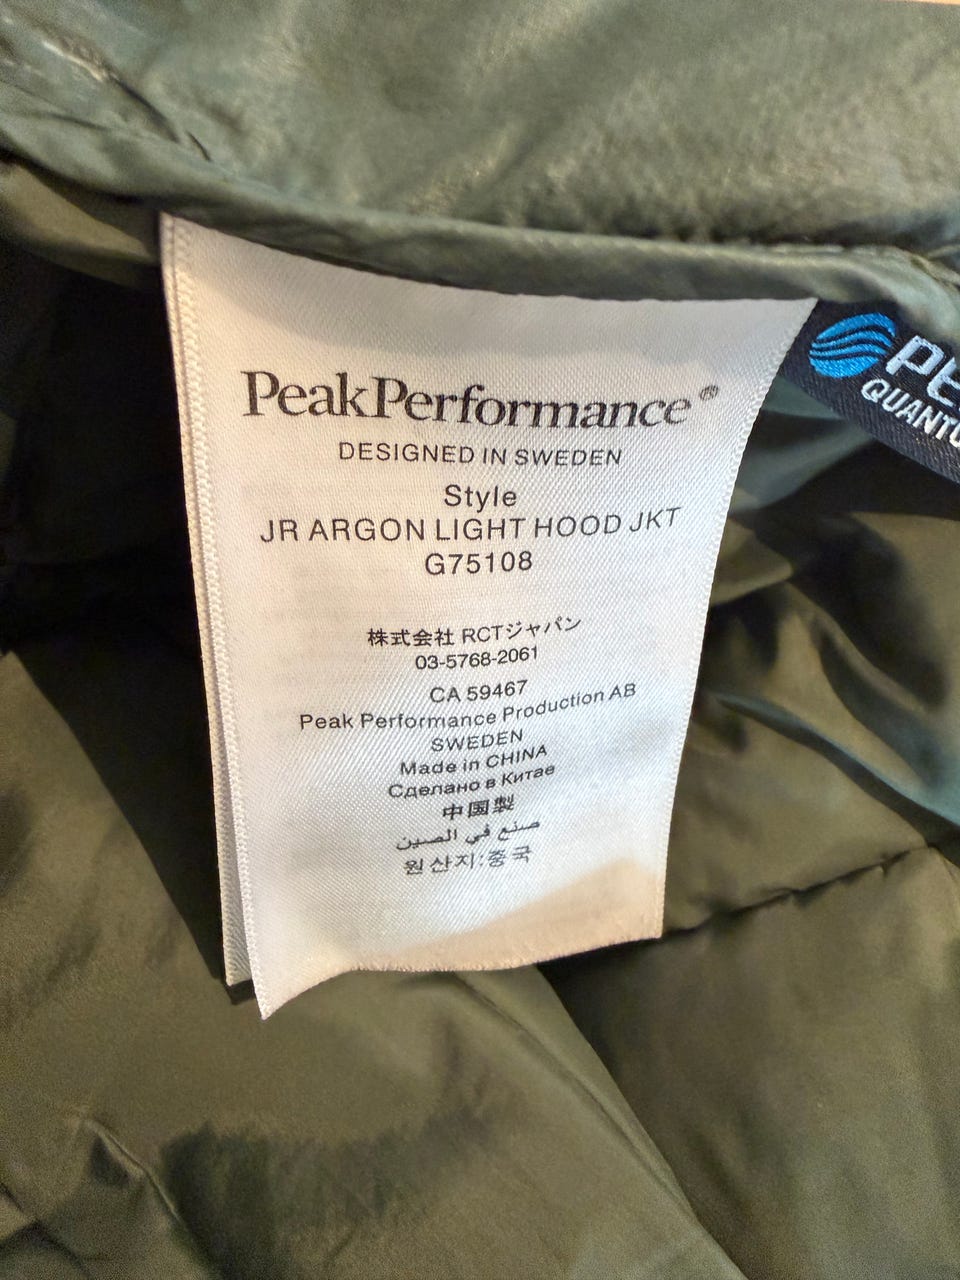 PeakPerformance®
DESIGNED IN SWEDEN
Style
JR ARGON LIGHT HOOD JKT
G75108
株式会社 RCTジャパン
03-5768-2061
CA 59467
Peak Performance Production AB
SWEDEN
Made in CHINA
Сделано в Китае
中国製
صنع في الصين
원산지:중국